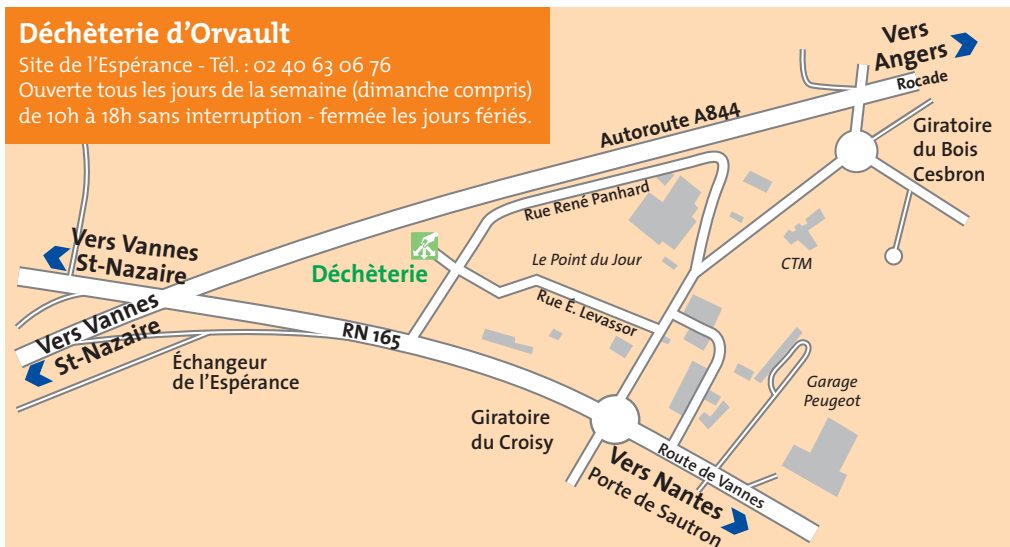 Déchèterie d'Orvault
Site de l'Espérance - Tél. : 02 40 63 06 76
Ouverte tous les jours de la semaine (dimanche compris)
de 10h à 18h sans interruption - fermée les jours fériés.
Vers
Angers
Rocade
Autoroute A844
Giratoire
du Bois
Cesbron
Rue René Panhard
Vers Vannes
St-Nazaire
Déchèterie
Le Point du Jour
CTM
Rue É. Levassor
Vers Vannes
St-Nazaire
RN 165
Échangeur
de l'Espérance
Garage
Peugeot
Giratoire
du Croisy
Route de Vannes
Vers Nantes
Porte de Sautron